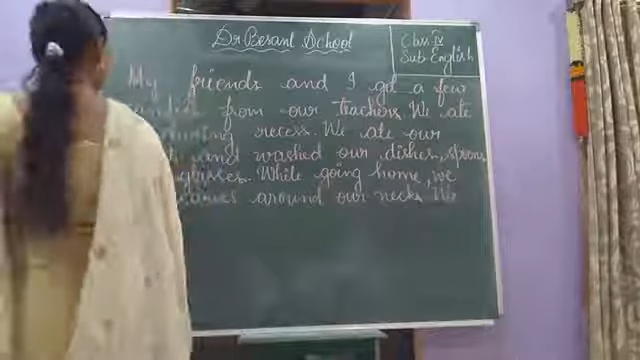 Dr Besant School
Class IV
Sub English
My friends and I got a few
from our teachers. We ate
recess. We ate our
and washed our dishes, spoons
. While going home, we
around our necks. We